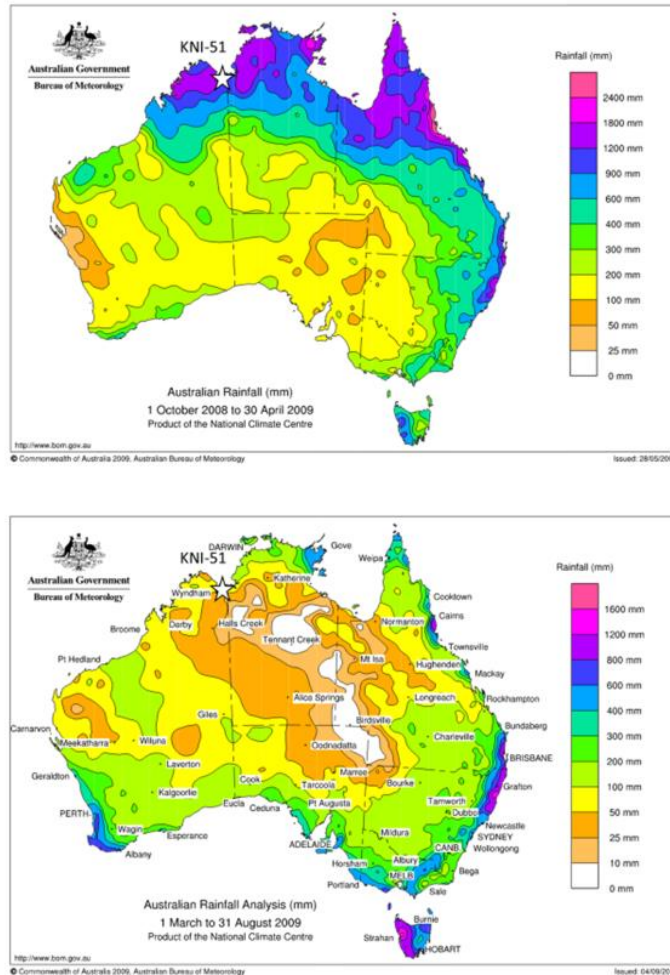 KNI-51
Australian Government
Bureau of Meteorology
Rainfall (mm)
2400 mm
1800 mm
1200 mm
900 mm
600 mm
400 mm
300 mm
200 mm
100 mm
50 mm
25 mm
0 mm
Australian Rainfall (mm)
1 October 2008 to 30 April 2009
Product of the National Climate Centre
http://www.bom.gov.au
© Commonwealth of Australia 2009, Australian Bureau of Meteorology
Issued: 28/05/200
KNI-51
Australian Government
Bureau of Meteorology
Rainfall (mm)
1600 mm
1200 mm
800 mm
600 mm
400 mm
300 mm
200 mm
100 mm
50 mm
25 mm
10 mm
0 mm
DARWIN
Gove
Weipa
Katherine
Wyndham
Cooktown
Cairns
Derby
Halls Creek
Normanton
Broome
Tennant Creek
Townsville
Mt Isa
Pt Hedland
Hughenden
Mackay
Alice Springs
Longreach
Rockhampton
Giles
Birdsville
Carnarvon
Bundaberg
Meekatharra
Wiluna
Oodnadatta
Charleville
BRISBANE
Geraldton
Laverton
Marree
Cook
Tarcoola
Bourke
Grafton
Kalgoorlie
Eucla
Ceduna
Pt Augusta
Tamworth
Dubbo
PERTH
Newcastle
Wagin
Esperance
Mildura
SYDNEY
Albany
ADELAIDE
Wollongong
Horsham
Albury
CANB
MELB
Bega
Portland
Sale
Burnie
Strahan
HOBART
Australian Rainfall Analysis (mm)
1 March to 31 August 2009
Product of the National Climate Centre
http://www.bom.gov.au
© Commonwealth of Australia 2009, Australian Bureau of Meteorology
Issued: 04/09/200